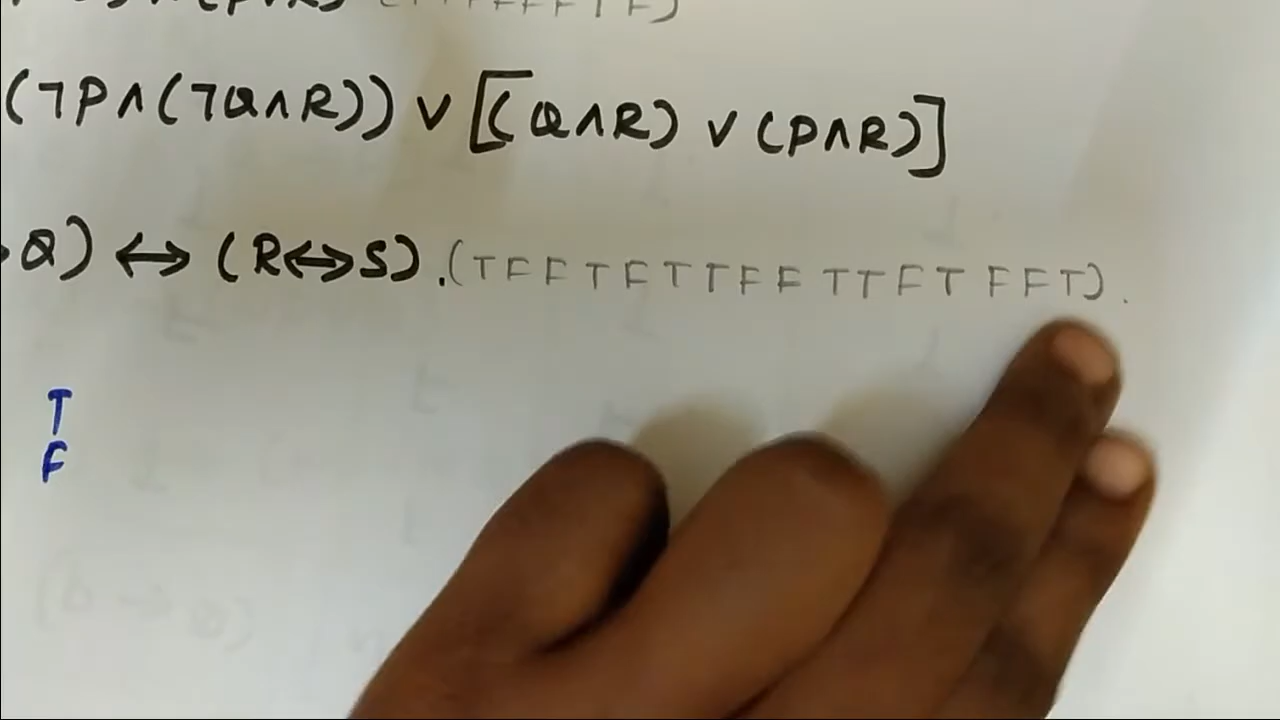 (¬P∧(¬Q∧R)) ∨ [(Q∧R) ∨ (P∧R)]
Q) ↔ (R↔S).(TFFTFTTFFTTFTFFT).
T
F